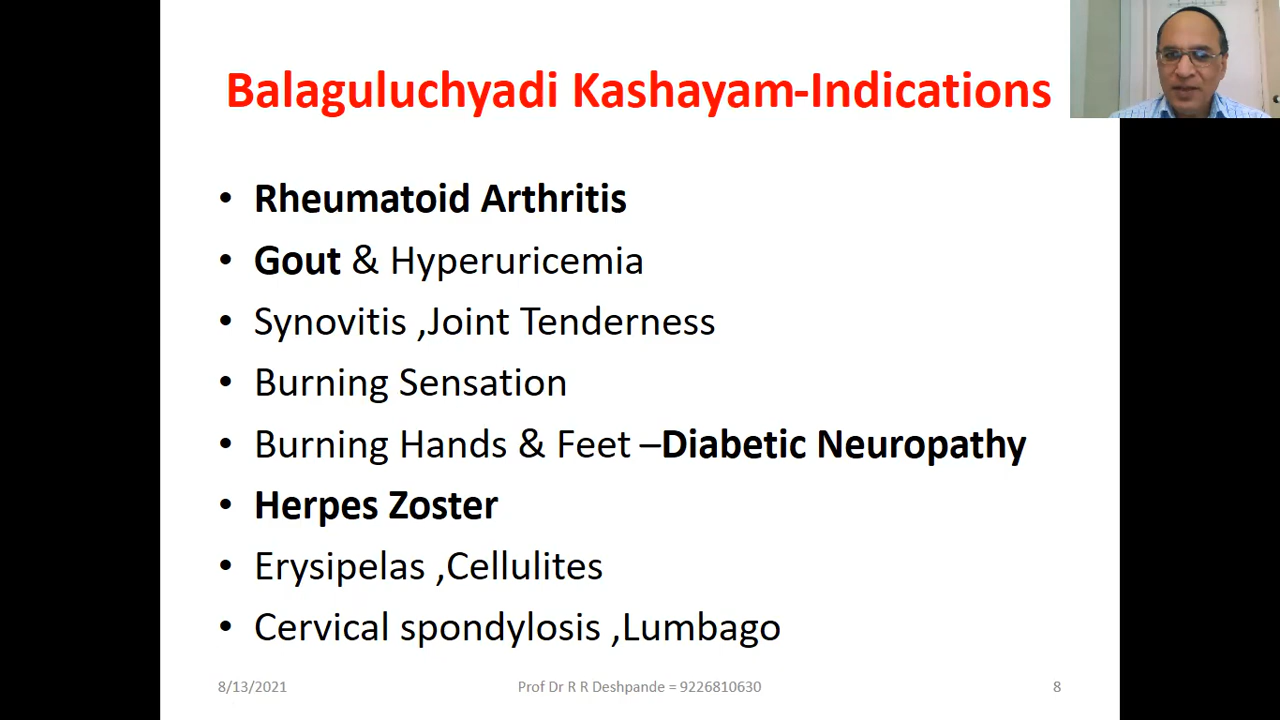 Balaguluchyadi Kashayam-Indications
• Rheumatoid Arthritis
• Gout & Hyperuricemia
• Synovitis ,Joint Tenderness
• Burning Sensation
• Burning Hands & Feet –Diabetic Neuropathy
• Herpes Zoster
• Erysipelas ,Cellulites
• Cervical spondylosis ,Lumbago
8/13/2021 Prof Dr R R Deshpande = 9226810630 8